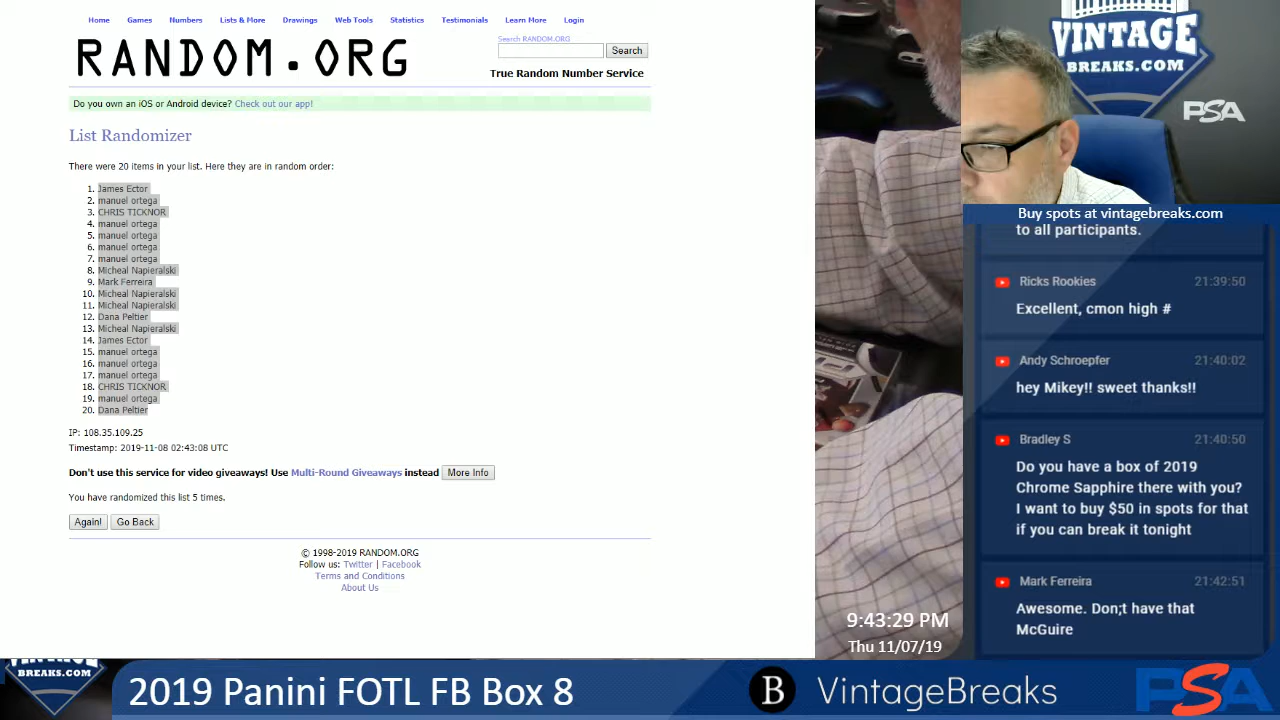 Home Games Numbers Lists & More Drawings Web Tools Statistics Testimonials Learn More Login
RANDOM.ORG
Search RANDOM.ORG
Search
True Random Number Service
Do you own an iOS or Android device? Check out our app!
List Randomizer
There were 20 items in your list. Here they are in random order:
1. James Ector
2. manuel ortega
3. CHRIS TICKNOR
4. manuel ortega
5. manuel ortega
6. manuel ortega
7. manuel ortega
8. Micheal Napieralski
9. Mark Ferreira
10. Micheal Napieralski
11. Micheal Napieralski
12. Dana Peltier
13. Micheal Napieralski
14. James Ector
15. manuel ortega
16. manuel ortega
17. manuel ortega
18. CHRIS TICKNOR
19. manuel ortega
20. Dana Peltier
IP: 108.35.109.25
Timestamp: 2019-11-08 02:43:08 UTC
Don't use this service for video giveaways! Use Multi-Round Giveaways instead More Info
You have randomized this list 5 times.
Again! Go Back
© 1998-2019 RANDOM.ORG
Follow us: Twitter | Facebook
Terms and Conditions
About Us
VINTAGE
BREAKS.COM
PSA
Buy spots at vintagebreaks.com
to all participants.
Ricks Rookies 21:39:50
Excellent, cmon high #
Andy Schroepfer 21:40:02
hey Mikey!! sweet thanks!!
Bradley S 21:40:50
Do you have a box of 2019
Chrome Sapphire there with you?
I want to buy $50 in spots for that
if you can break it tonight
Mark Ferreira 21:42:51
Awesome. Don;t have that
McGuire
9:43:29 PM
Thu 11/07/19
VINTAGE
BREAKS.COM
2019 Panini FOTL FB Box 8
B VintageBreaks
PSA